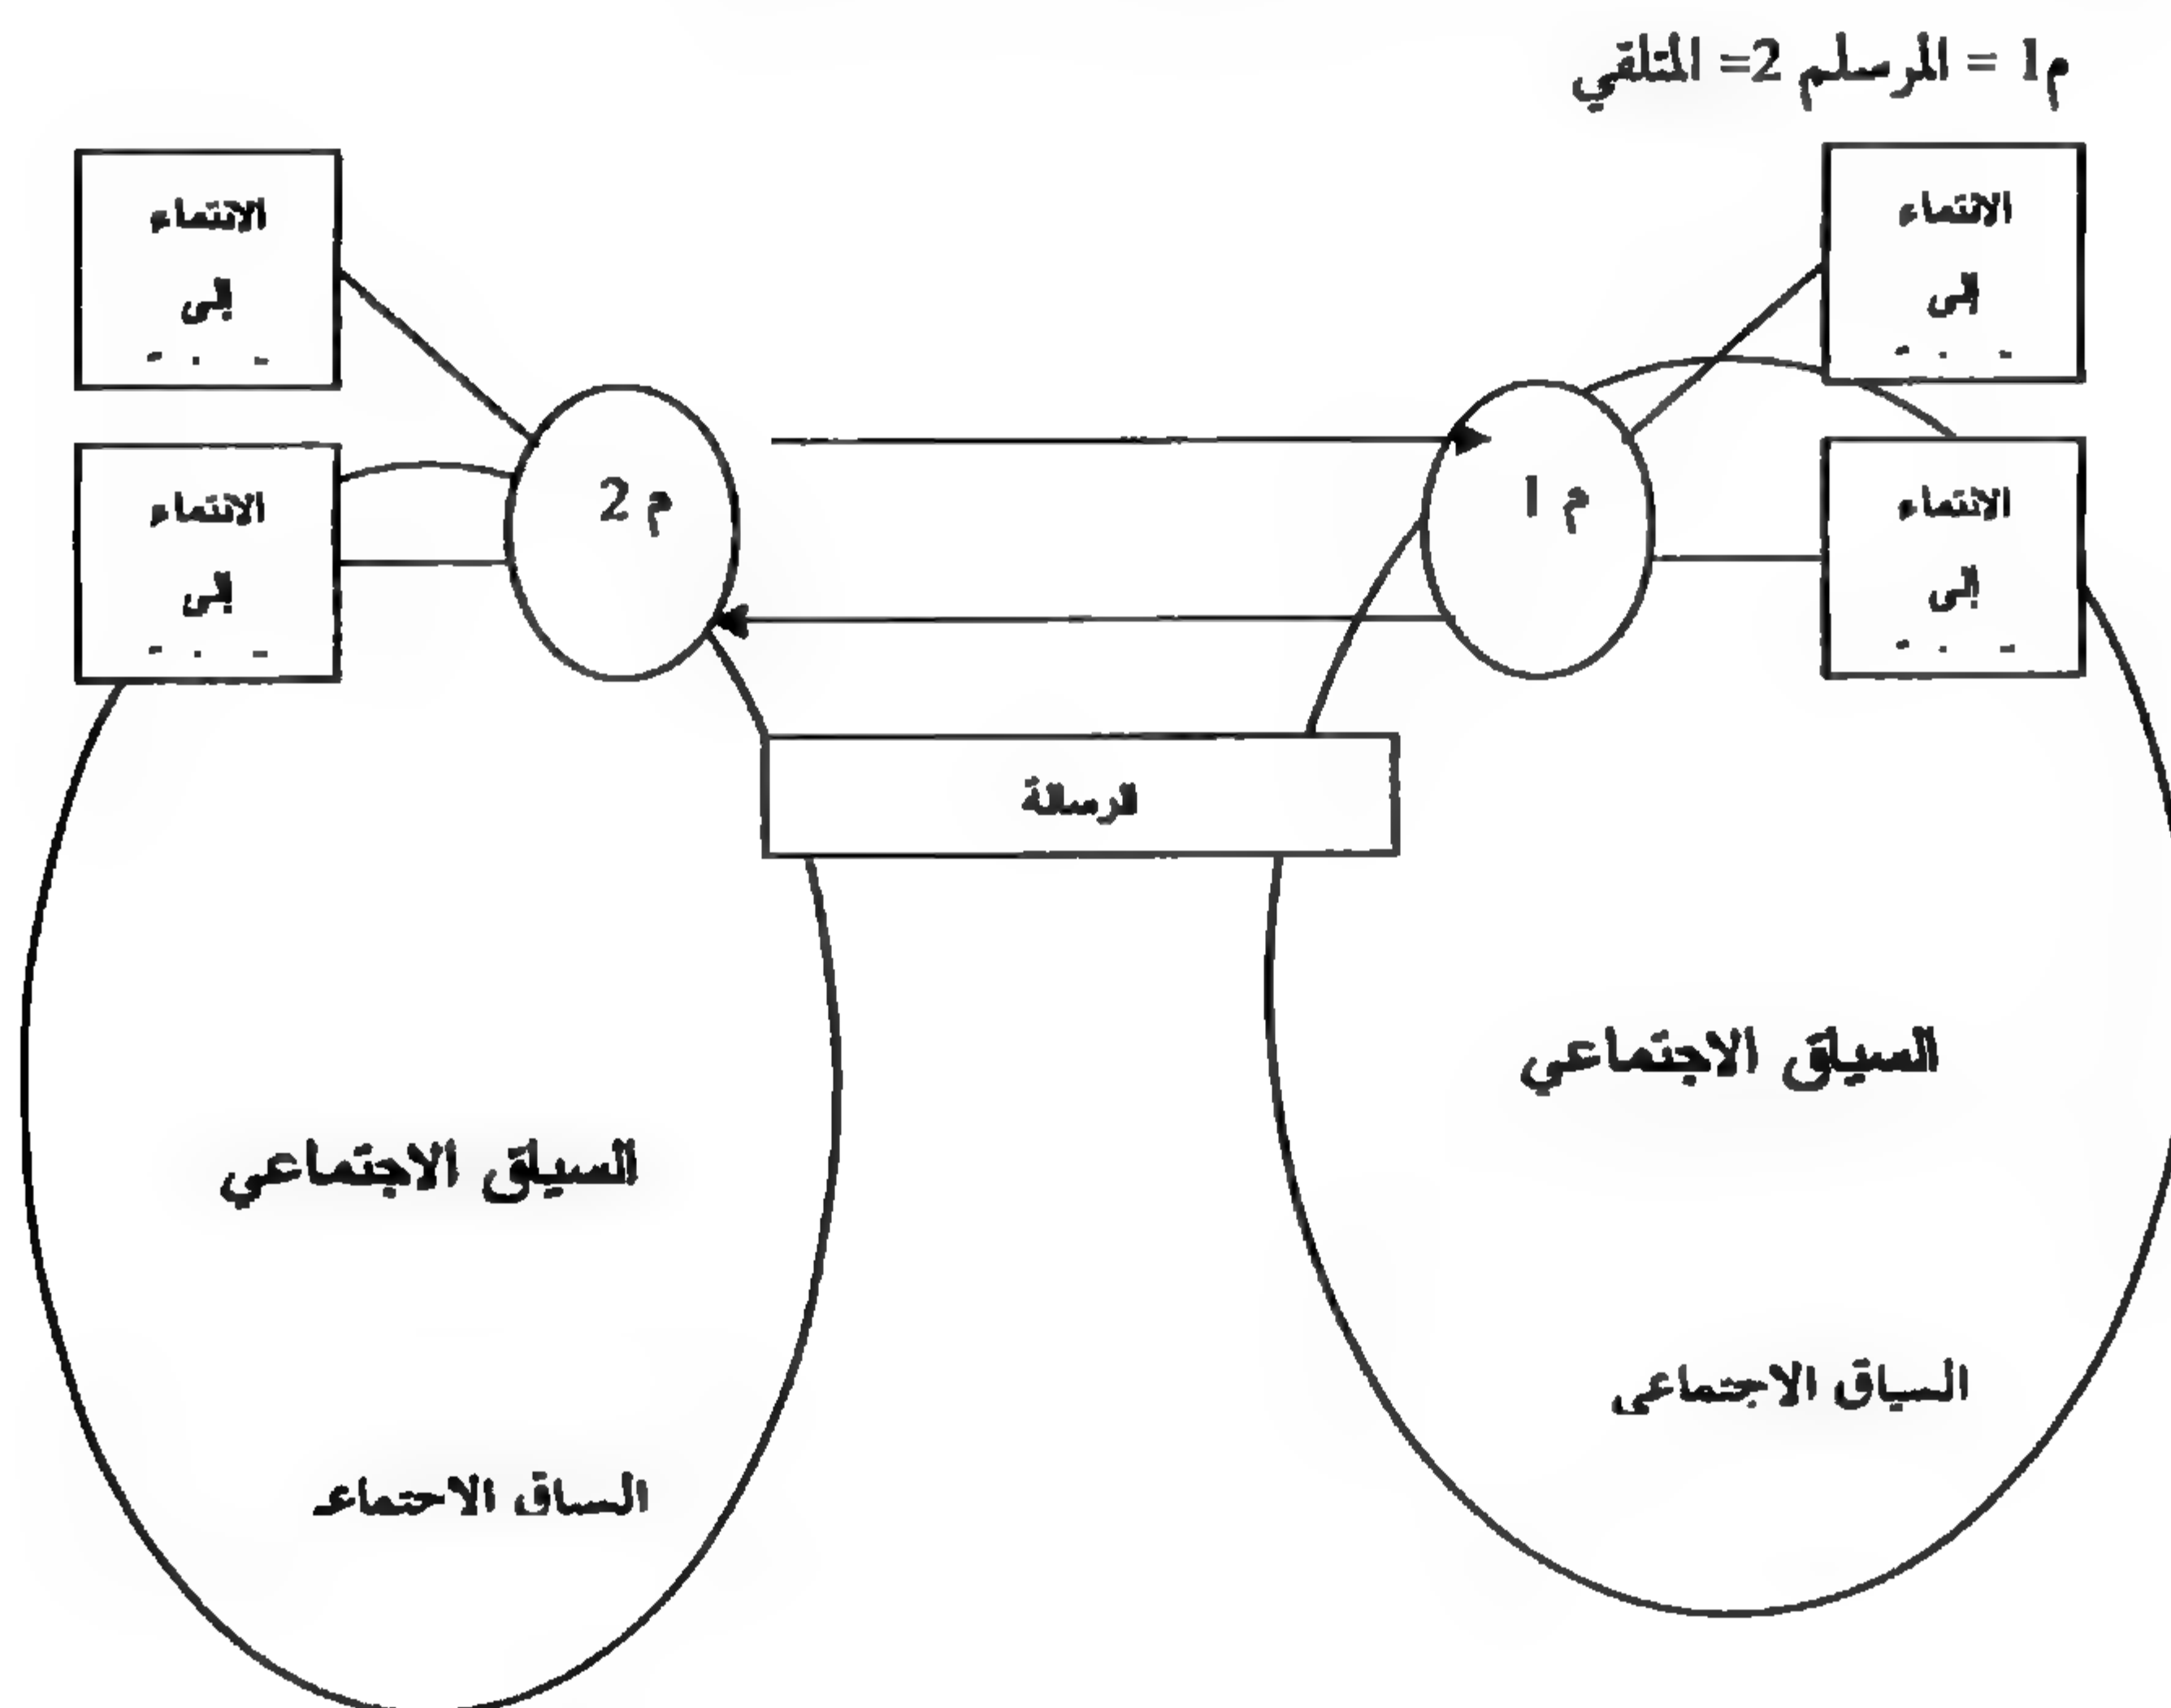 م1 = المرسلم 2= المتلقي
الانتماء
إلى
الانتماء
إلى
الانتماء
إلى
الانتماء
إلى
م 1
م 2
الرسالة
السياق الاجتماعي
السياق الاجتماعي
السياق الاجتماعي